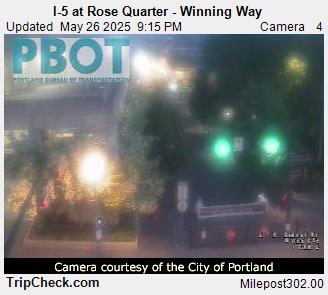 I-5 at Rose Quarter - Winning Way
Updated May 26 2025 9:15 PM Camera 4
PBOT
PORTLAND BUREAU OF TRANSPORTATION
Camera courtesy of the City of Portland
TripCheck.com Milepost302.00